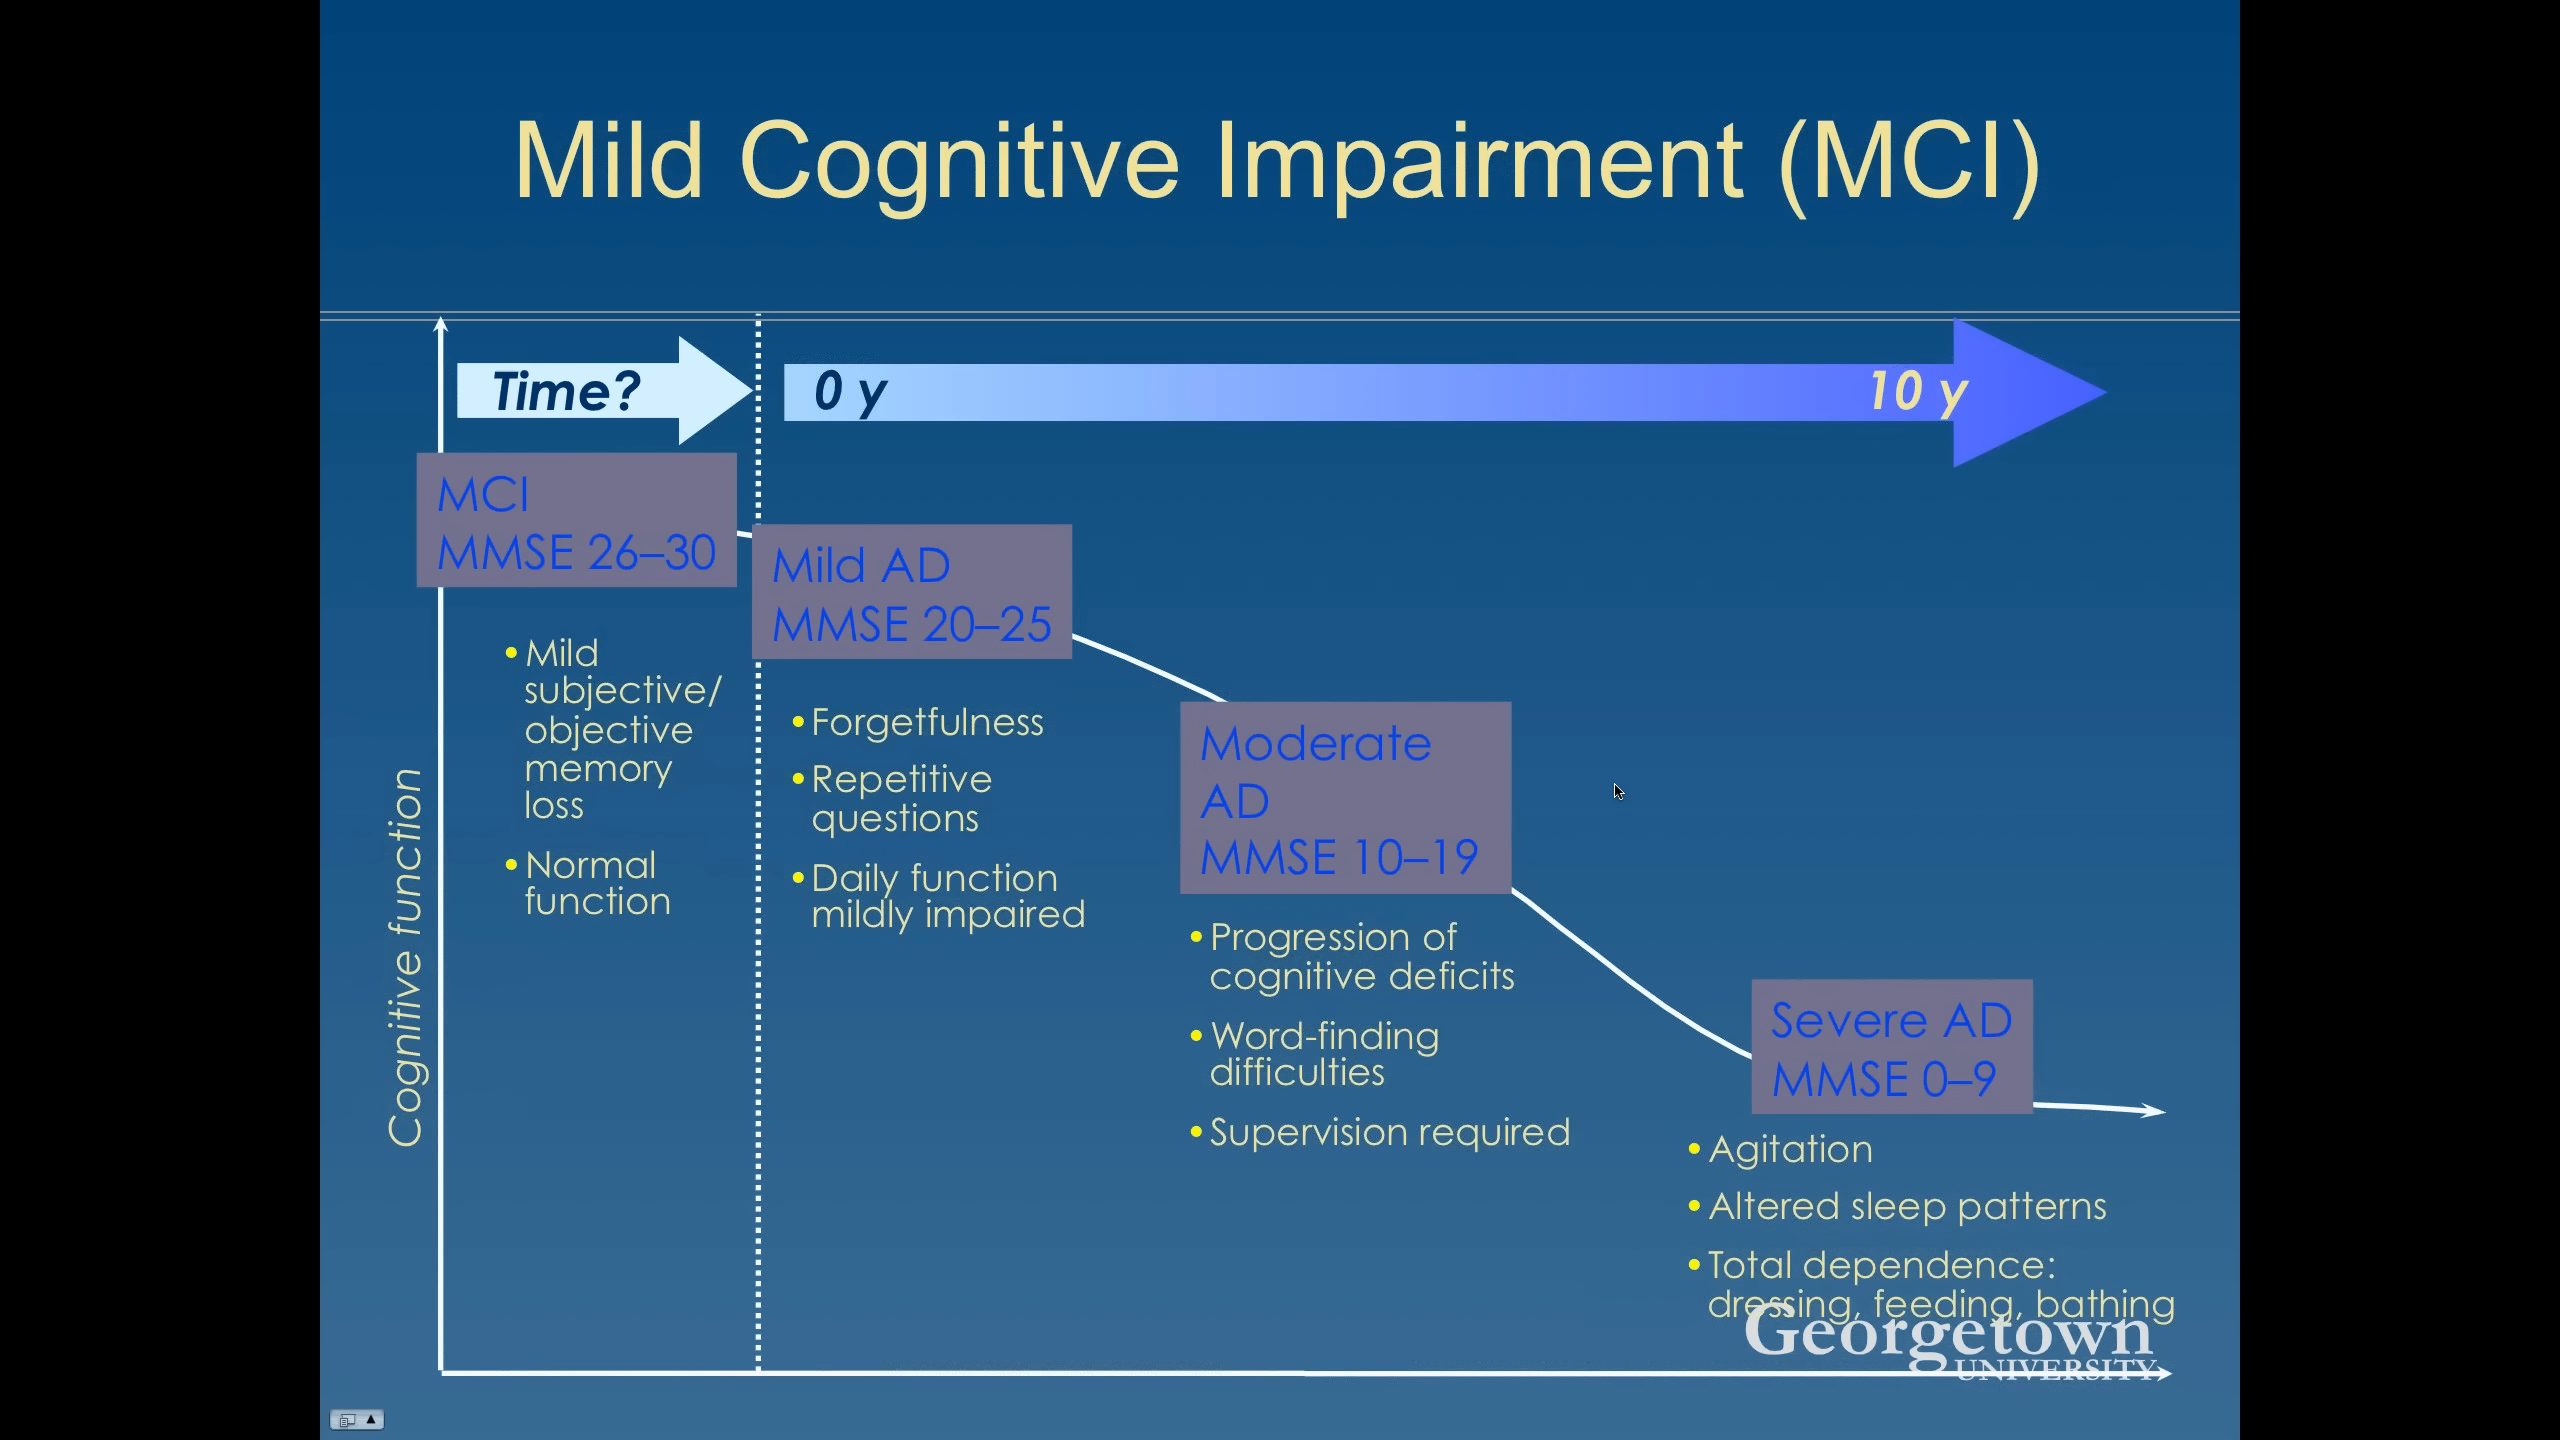 Mild Cognitive Impairment (MCI)
Time?
0 y
10 y
Cognitive function
MCI
MMSE 26–30
•Mild
subjective/
objective
memory
loss
•Normal
function
Mild AD
MMSE 20–25
•Forgetfulness
•Repetitive
questions
•Daily function
mildly impaired
Moderate
AD
MMSE 10–19
•Progression of
cognitive deficits
•Word-finding
difficulties
•Supervision required
Severe AD
MMSE 0–9
•Agitation
•Altered sleep patterns
•Total dependence:
dressing, feeding, bathing
Georgetown
UNIVERSITY